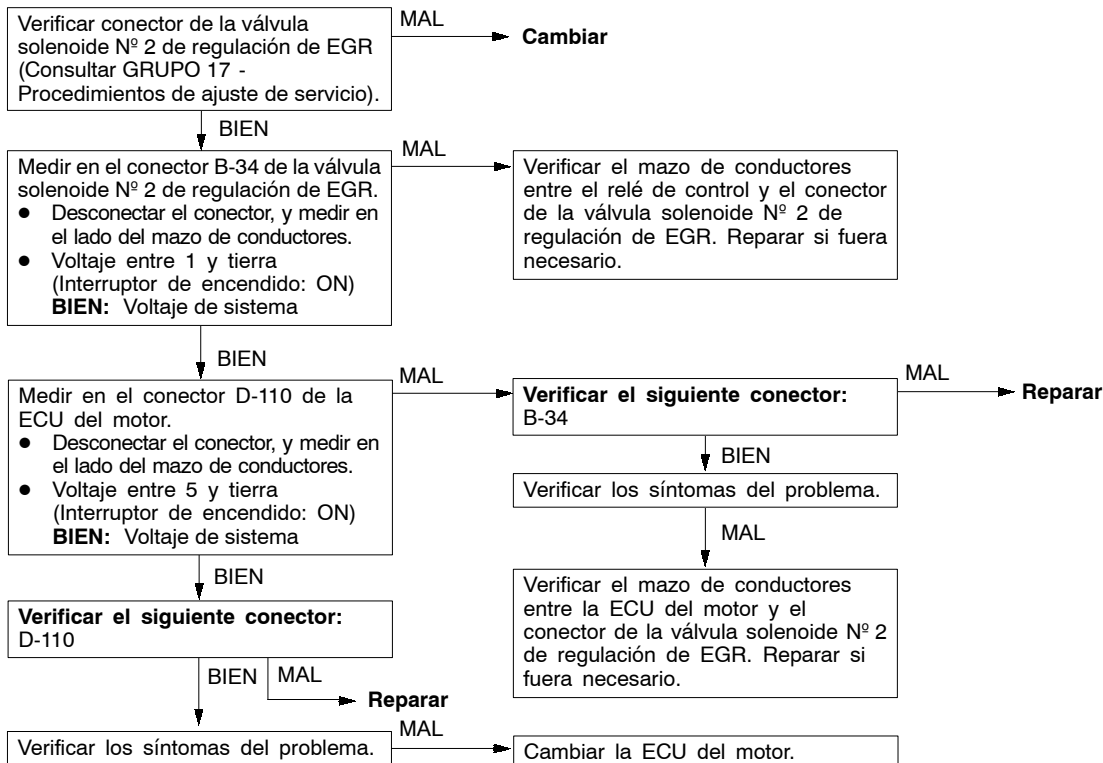 Verificar conector de la válvula
solenoide Nº 2 de regulación de EGR
(Consultar GRUPO 17 -
Procedimientos de ajuste de servicio).
MAL
Cambiar
BIEN
Medir en el conector B-34 de la válvula
solenoide Nº 2 de regulación de EGR.
● Desconectar el conector, y medir en
el lado del mazo de conductores.
● Voltaje entre 1 y tierra
(Interruptor de encendido: ON)
BIEN: Voltaje de sistema
MAL
Verificar el mazo de conductores
entre el relé de control y el conector
de la válvula solenoide Nº 2 de
regulación de EGR. Reparar si fuera
necesario.
BIEN
Medir en el conector D-110 de la
ECU del motor.
● Desconectar el conector, y medir en
el lado del mazo de conductores.
● Voltaje entre 5 y tierra
(Interruptor de encendido: ON)
BIEN: Voltaje de sistema
MAL
Verificar el siguiente conector:
B-34
MAL
Reparar
BIEN
Verificar los síntomas del problema.
MAL
Verificar el mazo de conductores
entre la ECU del motor y el
conector de la válvula solenoide Nº 2
de regulación de EGR. Reparar si
fuera necesario.
BIEN
Verificar el siguiente conector:
D-110
BIEN
MAL
Reparar
Verificar los síntomas del problema.
MAL
Cambiar la ECU del motor.